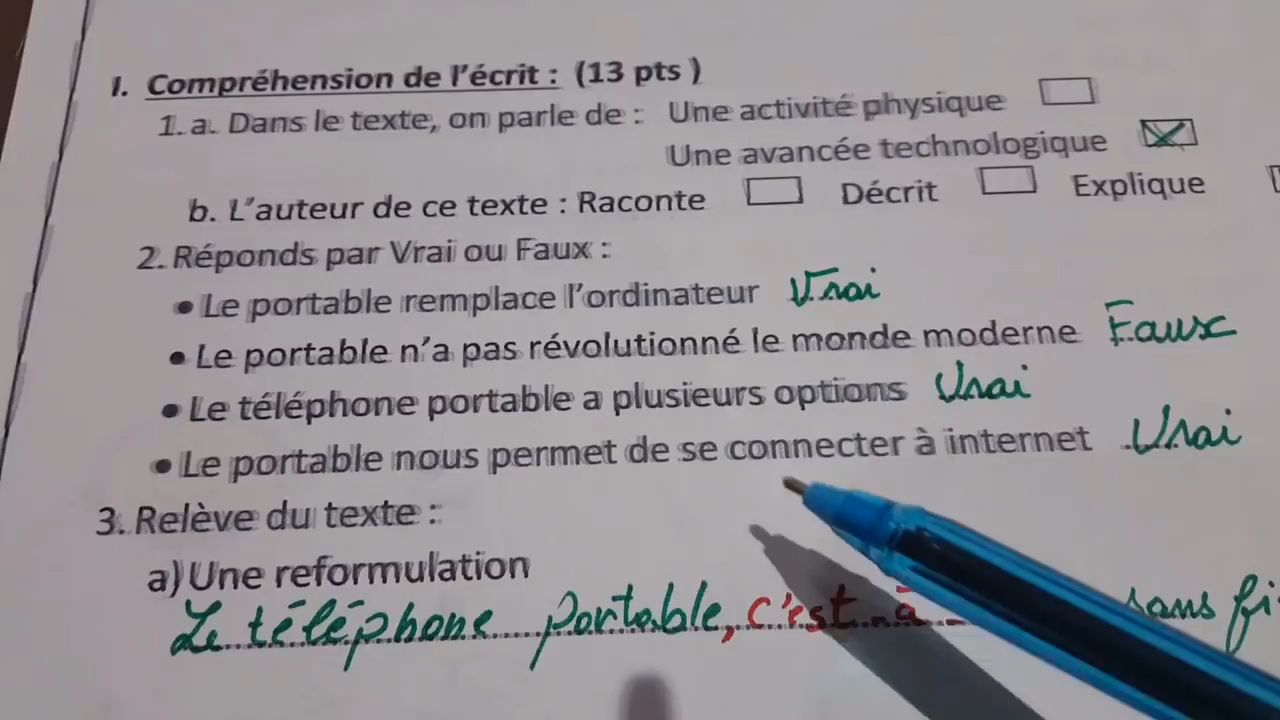 I. Compréhension de l'écrit : (13 pts )
1. a. Dans le texte, on parle de : Une activité physique
Une avancée technologique
b. L'auteur de ce texte : Raconte Décrit Explique
2. Réponds par Vrai ou Faux :
• Le portable remplace l'ordinateur Vrai
• Le portable n'a pas révolutionné le monde moderne Faux
• Le téléphone portable a plusieurs options Vrai
• Le portable nous permet de se connecter à internet Vrai
3. Relève du texte :
a) Une reformulation
Le téléphone portable, c'est-à- sans